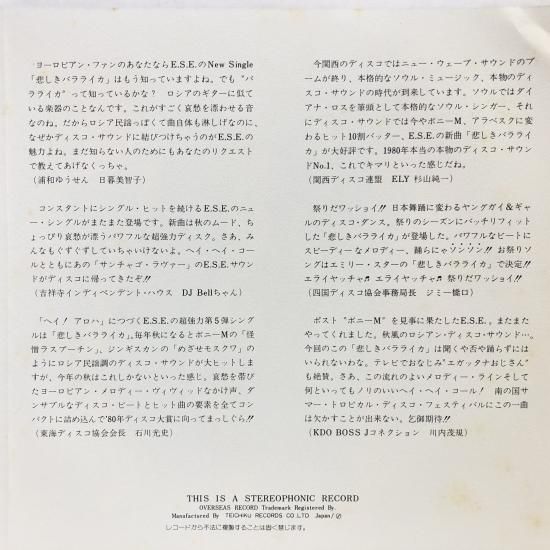 ヨーロピアン・ファンのあなたならE.S.E.のNew Single
「悲しきバラライカ」はもう知っていますよね。でも“バ
ラライカ”って知っているかな？ ロシアのギターに似て
いる楽器のことなんです。これがすごく哀愁を漂わせる音
なのね、だからロシア民謡っぽくて曲自体も淋しげなのに、
なぜかディスコ・サウンドに結びつけちゃうのがE.S.E.の
魅力よね。まだ知らない人のためにもあなたのリクエスト
で教えてあげなくっちゃ。
（浦和ゆうせん 日暮美智子）
コンスタントにシングル・ヒットを続けるE.S.E.のニュ
ー・シングルがまたまた登場です。新曲は秋のムード、ち
ょっぴり哀愁が漂うパワフルな超強力ディスク。さあ、み
んなもぐずぐずしていちゃいけないよ。ヘイ・ヘイ・コー
ルとともにあの「サンチャゴ・ラヴァー」のE.S.E.サウン
ドがディスコに帰ってきたぞ!!
（吉祥寺インディペンデント・ハウス DJ Bellちゃん）
「ヘイ！アロハ」につづくE.S.E.の超強力第5弾シング
ルは「悲しきバラライカ」。毎年秋になるとボニーMの「怪
僧ラスプーチン」、ジンギスカンの「めざせモスクワ」の
ようにロシア民謡調のディスコ・サウンドが大ヒットしま
すが、今年の秋はこれしかないといった感じ。哀愁を帯び
たヨーロピアン・メロディー・ヴィヴィッドなかけ声、ダ
ンサブルなディスコ・ビートとヒット曲の要素を全てコン
パクトに詰め込んで'80年ディスコ大賞に向ってまっしぐら!!
（東海ディスコ協会会長 石川光史）
今関西のディスコではニュー・ウェーブ・サウンドのブ
ームが終り、本格的なソウル・ミュージック、本物のディ
スコ・サウンドの時代が到来しています。ソウルではダイ
アナ・ロスを筆頭として本格的なソウル・シンガー、それ
にディスコ・サウンドでは今やボニーM、アラベスクに変
わるヒット10割バッター、E.S.E.の新曲「悲しきバラライ
カ」が大好評です。1980年本当の本物のディスコ・サウン
ドNo.1、これでキマリといった感じだね。
（関西ディスコ連盟 ELY 杉山純一）
祭りだワッショイ!! 日本舞踊に変わるヤングガイ＆ギャ
ルのディスコ・ダンス。祭りのシーズンにバッチリフィット
した「悲しきバラライカ」が登場した。パワフルなビートに
スピーディーなメロディー、踊らにゃソンソン!! お祭りソ
ングはエミリー・スターの「悲しきバラライカ」で決定!!
エライヤッチャ♬ エライヤッチャ♬ 祭りだワッショイ!!
（四国ディスコ協会事務局長 ジミー橋口）
ポスト“ボニーM”を見事に果たしたE.S.E.、またまた
やってくれました。秋風のロシアン・ディスコ・サウンド…。
今回のこの「悲しきバラライカ」は聞くや否や踊らずには
いられないわな。テレビでおなじみ“エガッタナおじさん”
も絶賛。さあ、この流れのよいメロディー・ラインそして
何といってもノリのいいヘイ・ヘイ・コール！ 南の国サ
マー・トロピカル・ディスコ・フェスティバルにこの一曲
は欠かすことが出来ない。乞御期待!!
（KDO BOSS Jコネクション 川内茂規）
THIS IS A STEREOPHONIC RECORD
OVERSEAS RECORD Trademark Registered By.
Manufactured By TEICHIKU RECORDS CO.,LTD. Japan/
レコードから不法に複製することは固く禁じます。